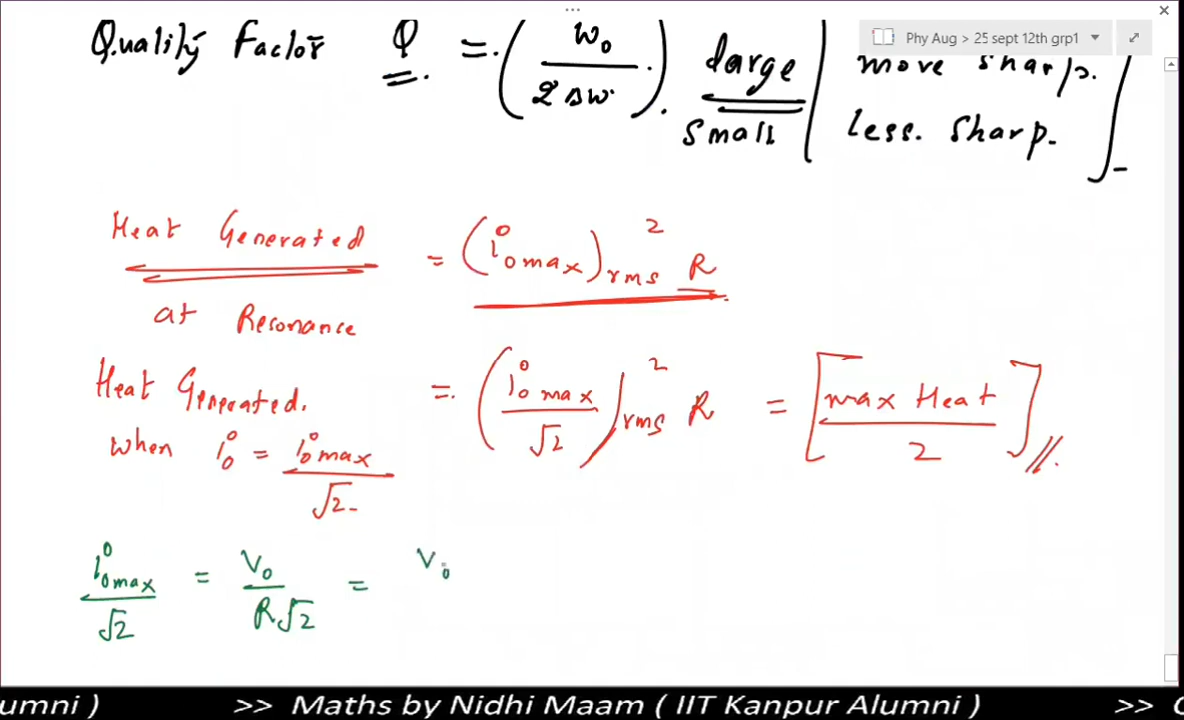 Phy Aug > 25 sept 12th grp1
Quality Factor Q = (ω₀ / 2Δω). large | more sharp.
small | less. sharp.
Heat Generated = (i₀max)rms² R
at Resonance
Heat Generated. = (i₀max / √2)rms² R = [max Heat / 2]
when i₀ = i₀max / √2
i₀max / √2 = V₀ / R√2 = V₀
umni ) >> Maths by Nidhi Maam ( IIT Kanpur Alumni ) >>